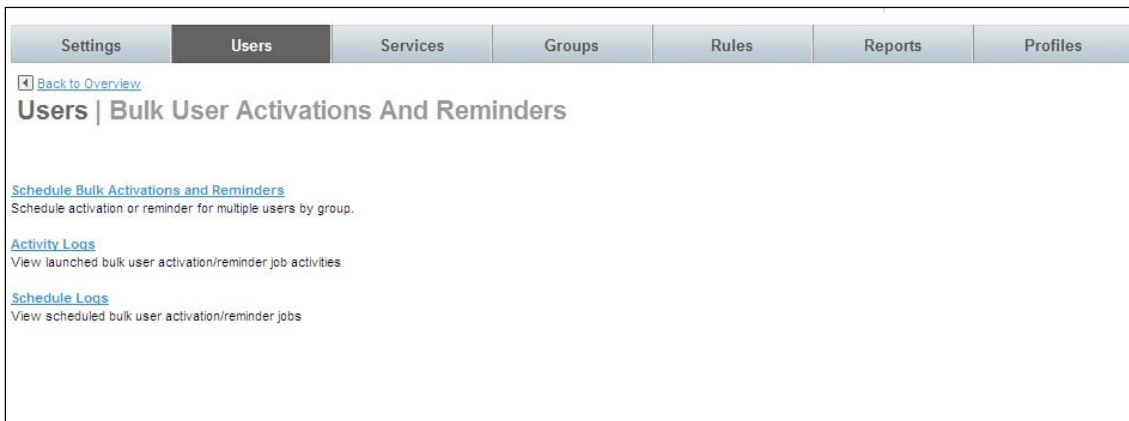 Settings Users Services Groups Rules Reports Profiles
Back to Overview
Users | Bulk User Activations And Reminders
Schedule Bulk Activations and Reminders
Schedule activation or reminder for multiple users by group.
Activity Logs
View launched bulk user activation/reminder job activities
Schedule Logs
View scheduled bulk user activation/reminder jobs